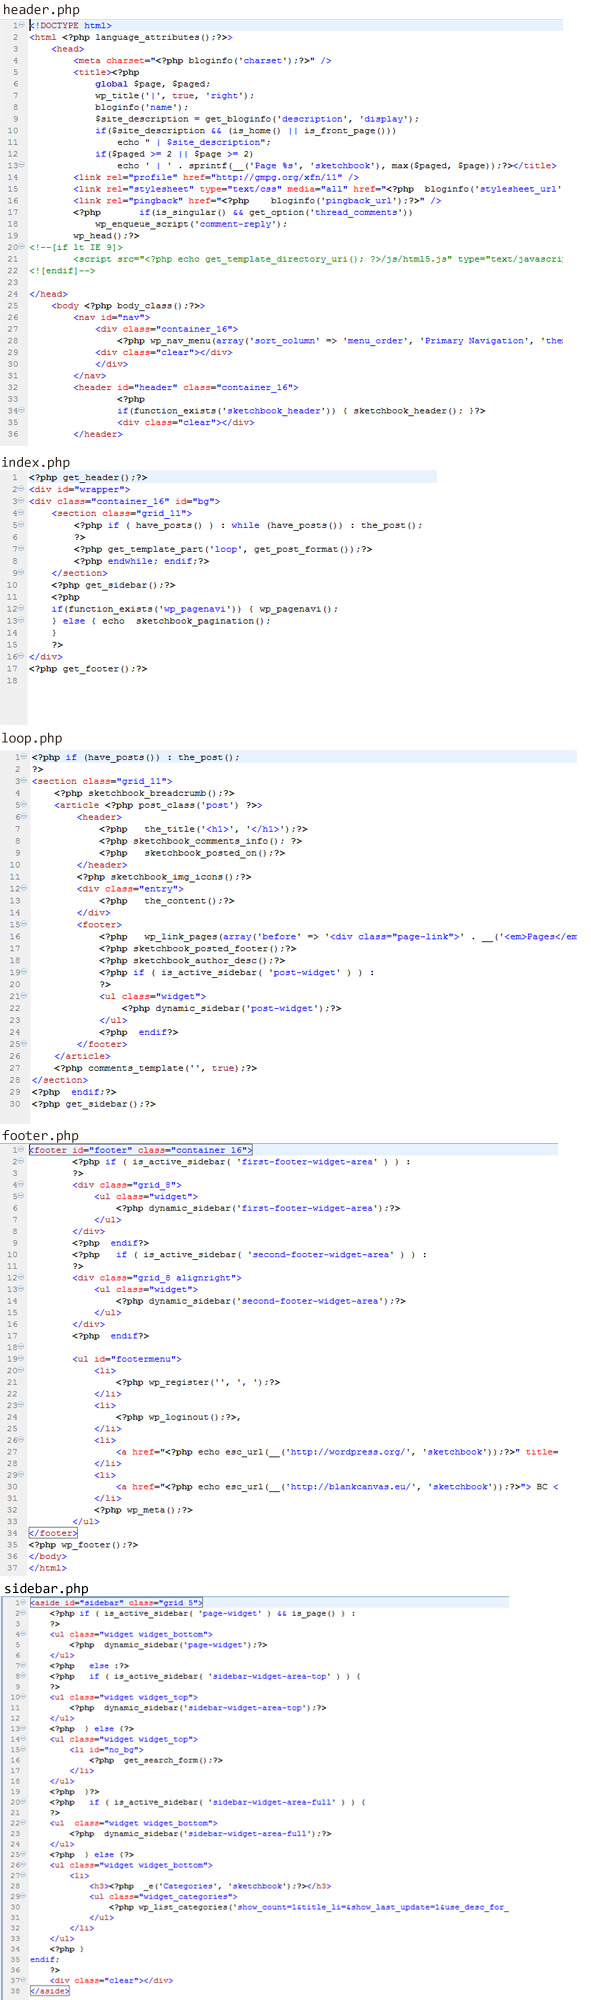 header.php
1 <!DOCTYPE html>
2 <html <?php language_attributes();?>>
3 <head>
4 <meta charset="<?php bloginfo('charset');?>" />
5 <title><?php
6 global $page, $paged;
7 wp_title('|', true, 'right');
8 bloginfo('name');
9 $site_description = get_bloginfo('description', 'display');
10 if($site_description && (is_home() || is_front_page()))
11 echo " | $site_description";
12 if($paged >= 2 || $page >= 2)
13 echo ' | ' . sprintf(__('Page %s', 'sketchbook'), max($paged, $page));?></title>
14 <link rel="profile" href="http://gmpg.org/xfn/11" />
15 <link rel="stylesheet" type="text/css" media="all" href="<?php bloginfo('stylesheet_url'
16 <link rel="pingback" href="<?php bloginfo('pingback_url');?>" />
17 <?php if(is_singular() && get_option('thread_comments'))
18 wp_enqueue_script('comment-reply');
19 wp_head();?>
20 <!--[if lt IE 9]>
21 <script src="<?php echo get_template_directory_uri(); ?>/js/html5.js" type="text/javascri
22 <![endif]-->
23
24 </head>
25 <body <?php body_class();?>>
26 <nav id="nav">
27 <div class="container_16">
28 <?php wp_nav_menu(array('sort_column' => 'menu_order', 'Primary Navigation', 'the
29 <div class="clear"></div>
30 </div>
31 </nav>
32 <header id="header" class="container_16">
33 <?php
34 if(function_exists('sketchbook_header')) { sketchbook_header(); }?>
35 <div class="clear"></div>
36 </header>
index.php
1 <?php get_header();?>
2 <div id="wrapper">
3 <div class="container_16" id="bg">
4 <section class="grid_11">
5 <?php if ( have_posts() ) : while (have_posts()) : the_post();
6 ?>
7 <?php get_template_part('loop', get_post_format());?>
8 <?php endwhile; endif;?>
9 </section>
10 <?php get_sidebar();?>
11 <?php
12 if(function_exists('wp_pagenavi')) { wp_pagenavi();
13 } else { echo sketchbook_pagination();
14 }
15 ?>
16 </div>
17 <?php get_footer();?>
18
loop.php
1 <?php if (have_posts()) : the_post();
2 ?>
3 <section class="grid_11">
4 <?php sketchbook_breadcrumb();?>
5 <article <?php post_class('post') ?>>
6 <header>
7 <?php the_title('<h1>', '</h1>');?>
8 <?php sketchbook_comments_info(); ?>
9 <?php sketchbook_posted_on();?>
10 </header>
11 <?php sketchbook_img_icons();?>
12 <div class="entry">
13 <?php the_content();?>
14 </div>
15 <footer>
16 <?php wp_link_pages(array('before' => '<div class="page-link">' . __('<em>Pages</em
17 <?php sketchbook_posted_footer();?>
18 <?php sketchbook_author_desc();?>
19 <?php if ( is_active_sidebar( 'post-widget' ) ) :
20 ?>
21 <ul class="widget">
22 <?php dynamic_sidebar('post-widget');?>
23 </ul>
24 <?php endif?>
25 </footer>
26 </article>
27 <?php comments_template('', true);?>
28 </section>
29 <?php endif;?>
30 <?php get_sidebar();?>
footer.php
1 <footer id="footer" class="container_16">
2 <?php if ( is_active_sidebar( 'first-footer-widget-area' ) ) :
3 ?>
4 <div class="grid_8">
5 <ul class="widget">
6 <?php dynamic_sidebar('first-footer-widget-area');?>
7 </ul>
8 </div>
9 <?php endif?>
10 <?php if ( is_active_sidebar( 'second-footer-widget-area' ) ) :
11 ?>
12 <div class="grid_8 alignright">
13 <ul class="widget">
14 <?php dynamic_sidebar('second-footer-widget-area');?>
15 </ul>
16 </div>
17 <?php endif?>
18
19 <ul id="footermenu">
20 <li>
21 <?php wp_register('', ', ');?>
22 </li>
23 <li>
24 <?php wp_loginout();?>,
25 </li>
26 <li>
27 <a href="<?php echo esc_url(__('http://wordpress.org/', 'sketchbook'));?>" title=
28 </li>
29 <li>
30 <a href="<?php echo esc_url(__('http://blankcanvas.eu/', 'sketchbook'));?>"> BC <
31 </li>
32 <?php wp_meta();?>
33 </ul>
34 </footer>
35 <?php wp_footer();?>
36 </body>
37 </html>
sidebar.php
1 <aside id="sidebar" class="grid_5">
2 <?php if ( is_active_sidebar( 'page-widget' ) && is_page() ) :
3 ?>
4 <ul class="widget widget_bottom">
5 <?php dynamic_sidebar('page-widget');?>
6 </ul>
7 <?php else :?>
8 <?php if ( is_active_sidebar( 'sidebar-widget-area-top' ) ) {
9 ?>
10 <ul class="widget widget_top">
11 <?php dynamic_sidebar('sidebar-widget-area-top');?>
12 </ul>
13 <?php } else {?>
14 <ul class="widget widget_top">
15 <li id="no_bg">
16 <?php get_search_form();?>
17 </li>
18 </ul>
19 <?php }?>
20 <?php if ( is_active_sidebar( 'sidebar-widget-area-full' ) ) {
21 ?>
22 <ul class="widget widget_bottom">
23 <?php dynamic_sidebar('sidebar-widget-area-full');?>
24 </ul>
25 <?php } else {?>
26 <ul class="widget widget_bottom">
27 <li>
28 <h3><?php _e('Categories', 'sketchbook');?></h3>
29 <ul class="widget_categories">
30 <?php wp_list_categories('show_count=1&title_li=&show_last_update=1&use_desc_for_
31 </ul>
32 </li>
33 </ul>
34 <?php }
35 endif;
36 ?>
37 <div class="clear"></div>
38 </aside>